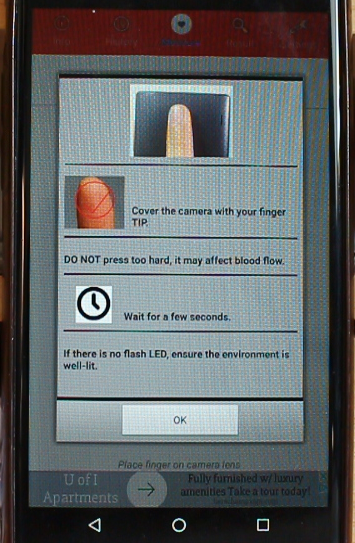 Cover the camera with your finger
TIP.
DO NOT press too hard, it may affect blood flow.
Wait for a few seconds.
If there is no flash LED, ensure the environment is
well-lit.
OK
Place finger on camera lens
U of I
Apartments
Fully furnished w/ luxury
amenities Take a tour today!